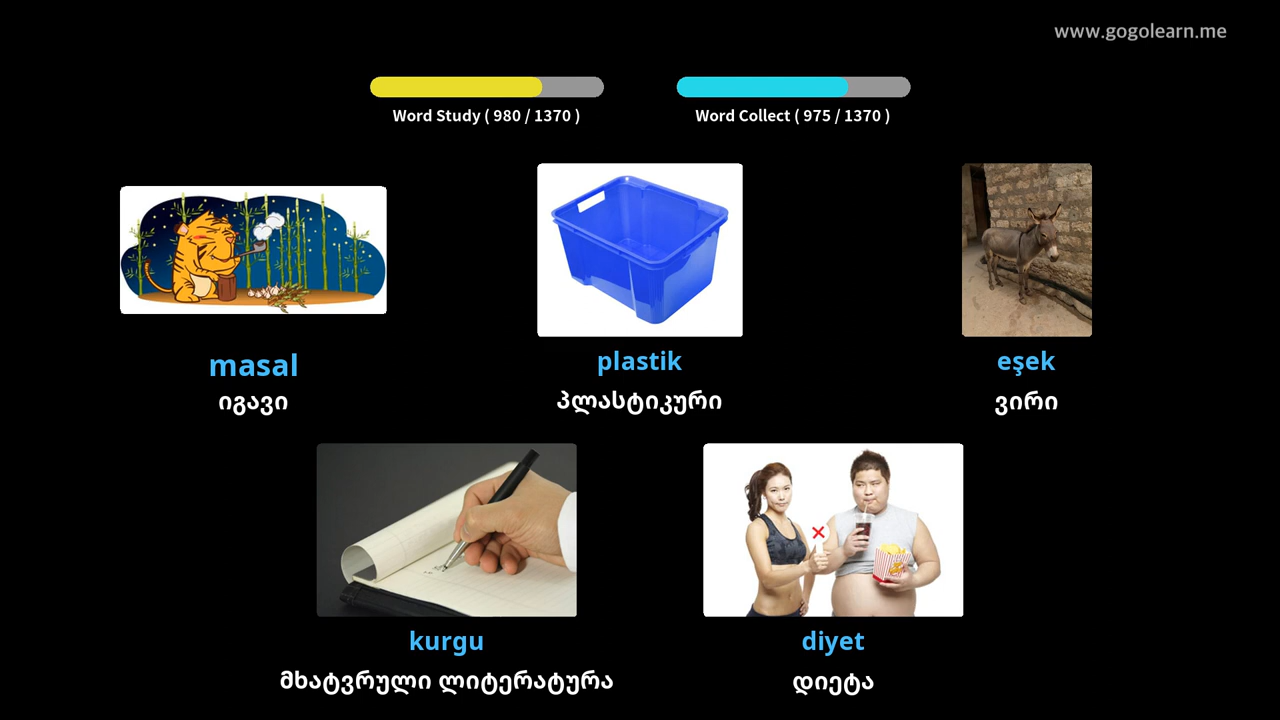 www.gogolearn.me
Word Study ( 980 / 1370 )
Word Collect ( 975 / 1370 )
masal
იგავი
plastik
პლასტიკური
eşek
ვირი
kurgu
მხატვრული ლიტერატურა
diyet
დიეტა